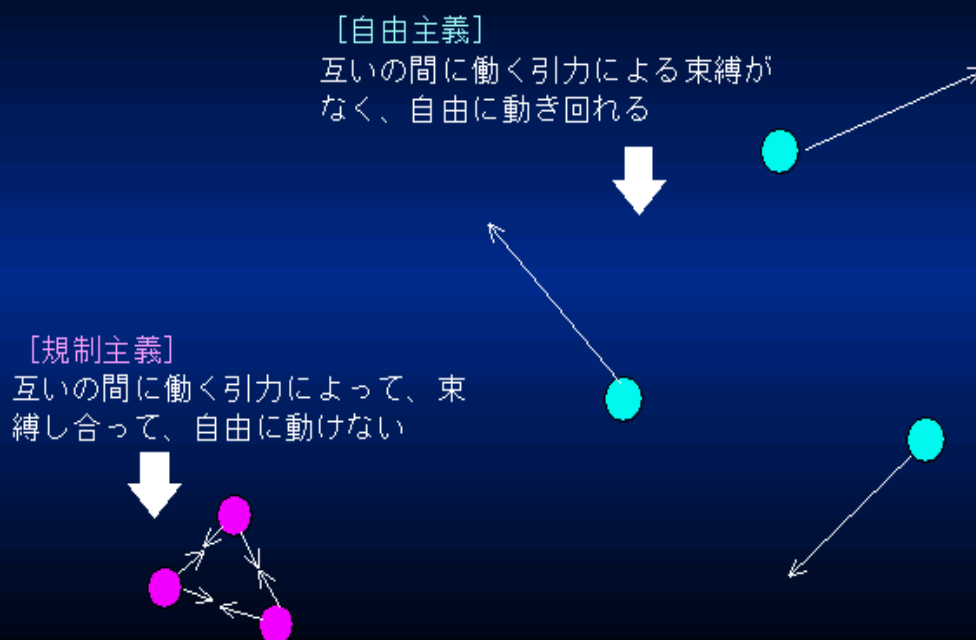 [自由主義]
互いの間に働く引力による束縛が
なく、自由に動き回れる
[規制主義]
互いの間に働く引力によって、束
縛し合って、自由に動けない